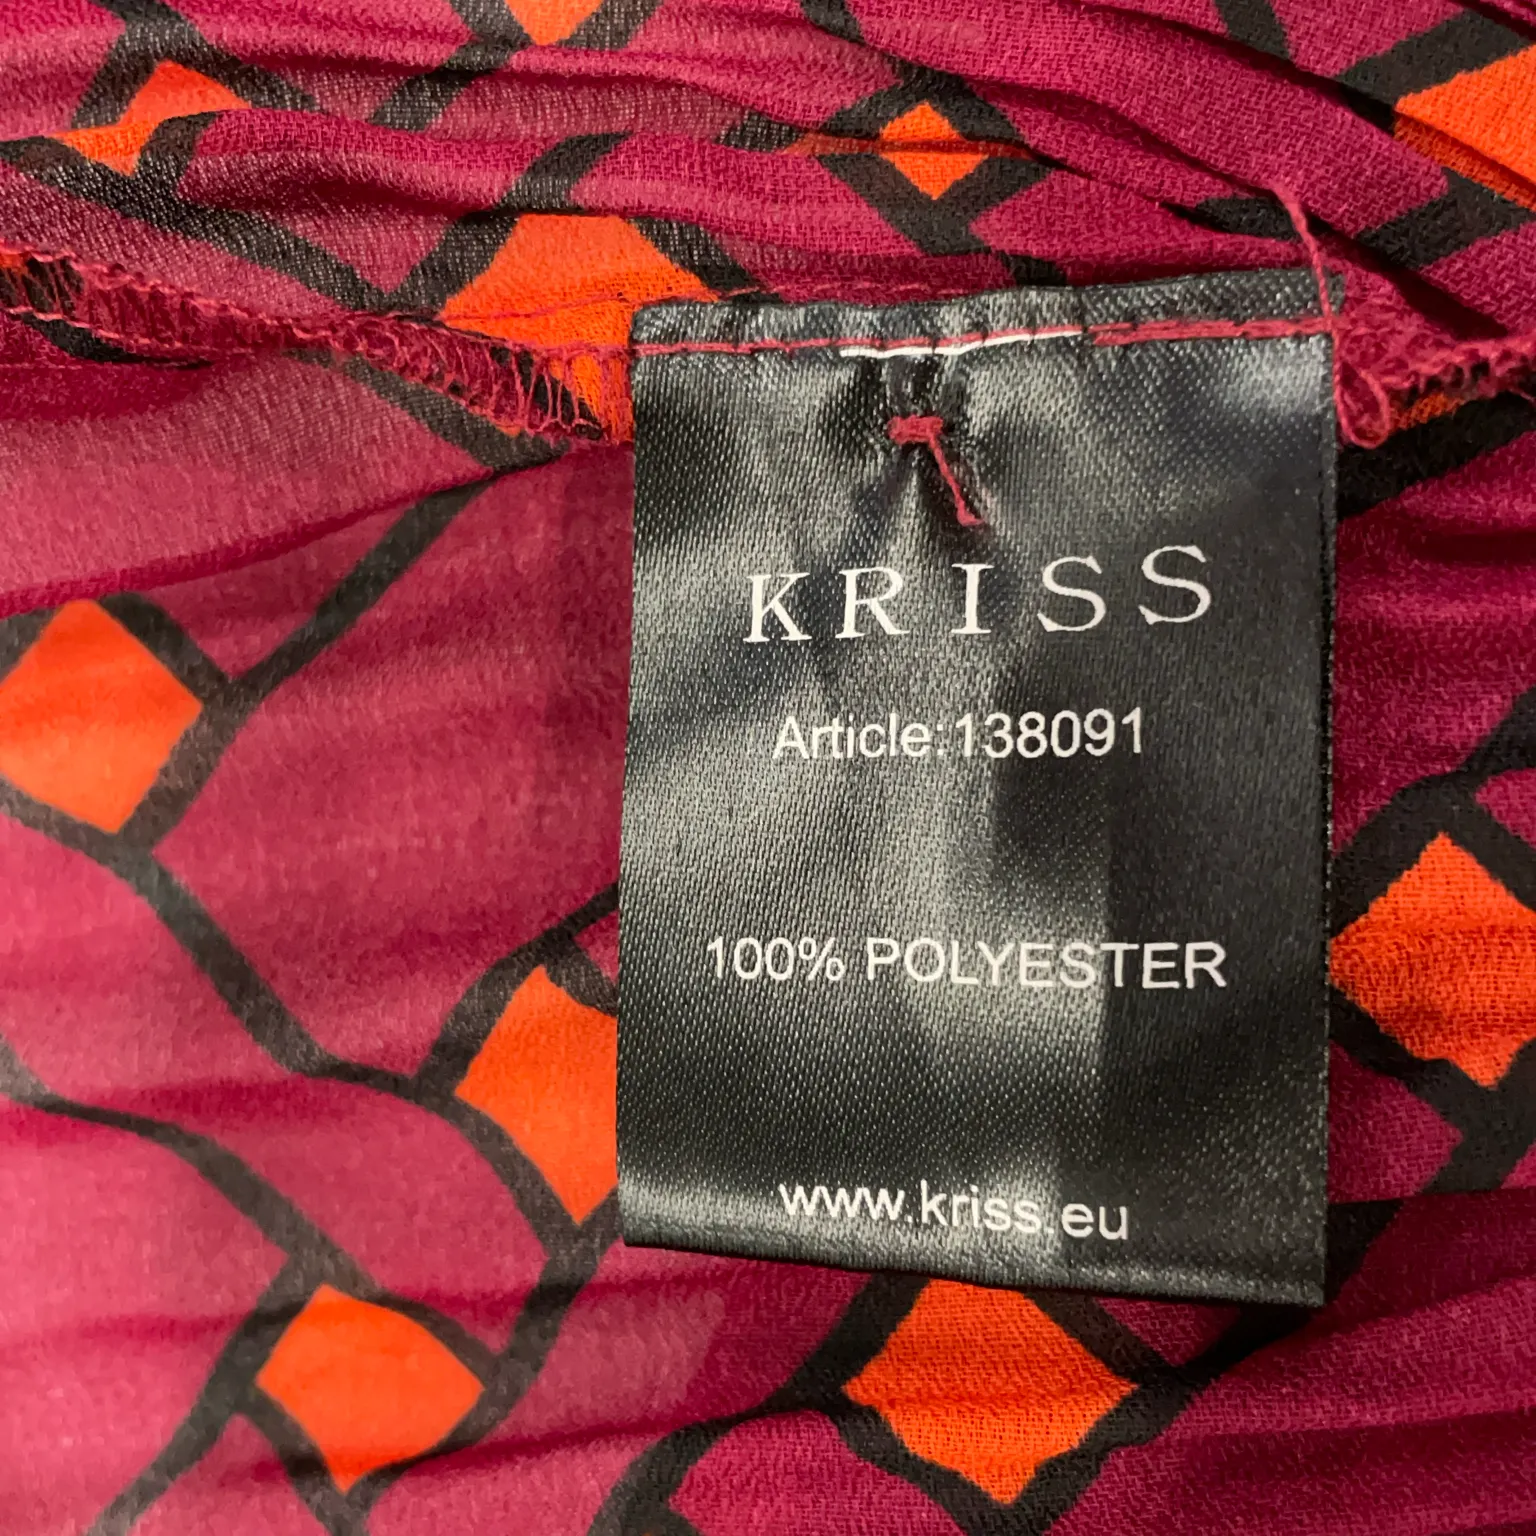 KRISS
Article:138091
100% POLYESTER
www.kriss.eu